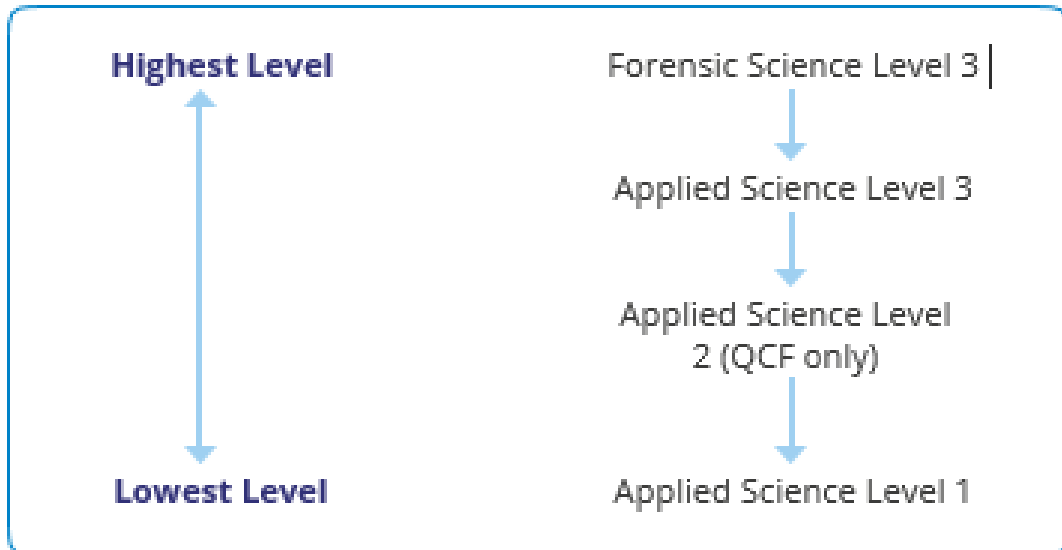 Highest Level
Forensic Science Level 3
Applied Science Level 3
Applied Science Level
2 (QCF only)
Lowest Level
Applied Science Level 1